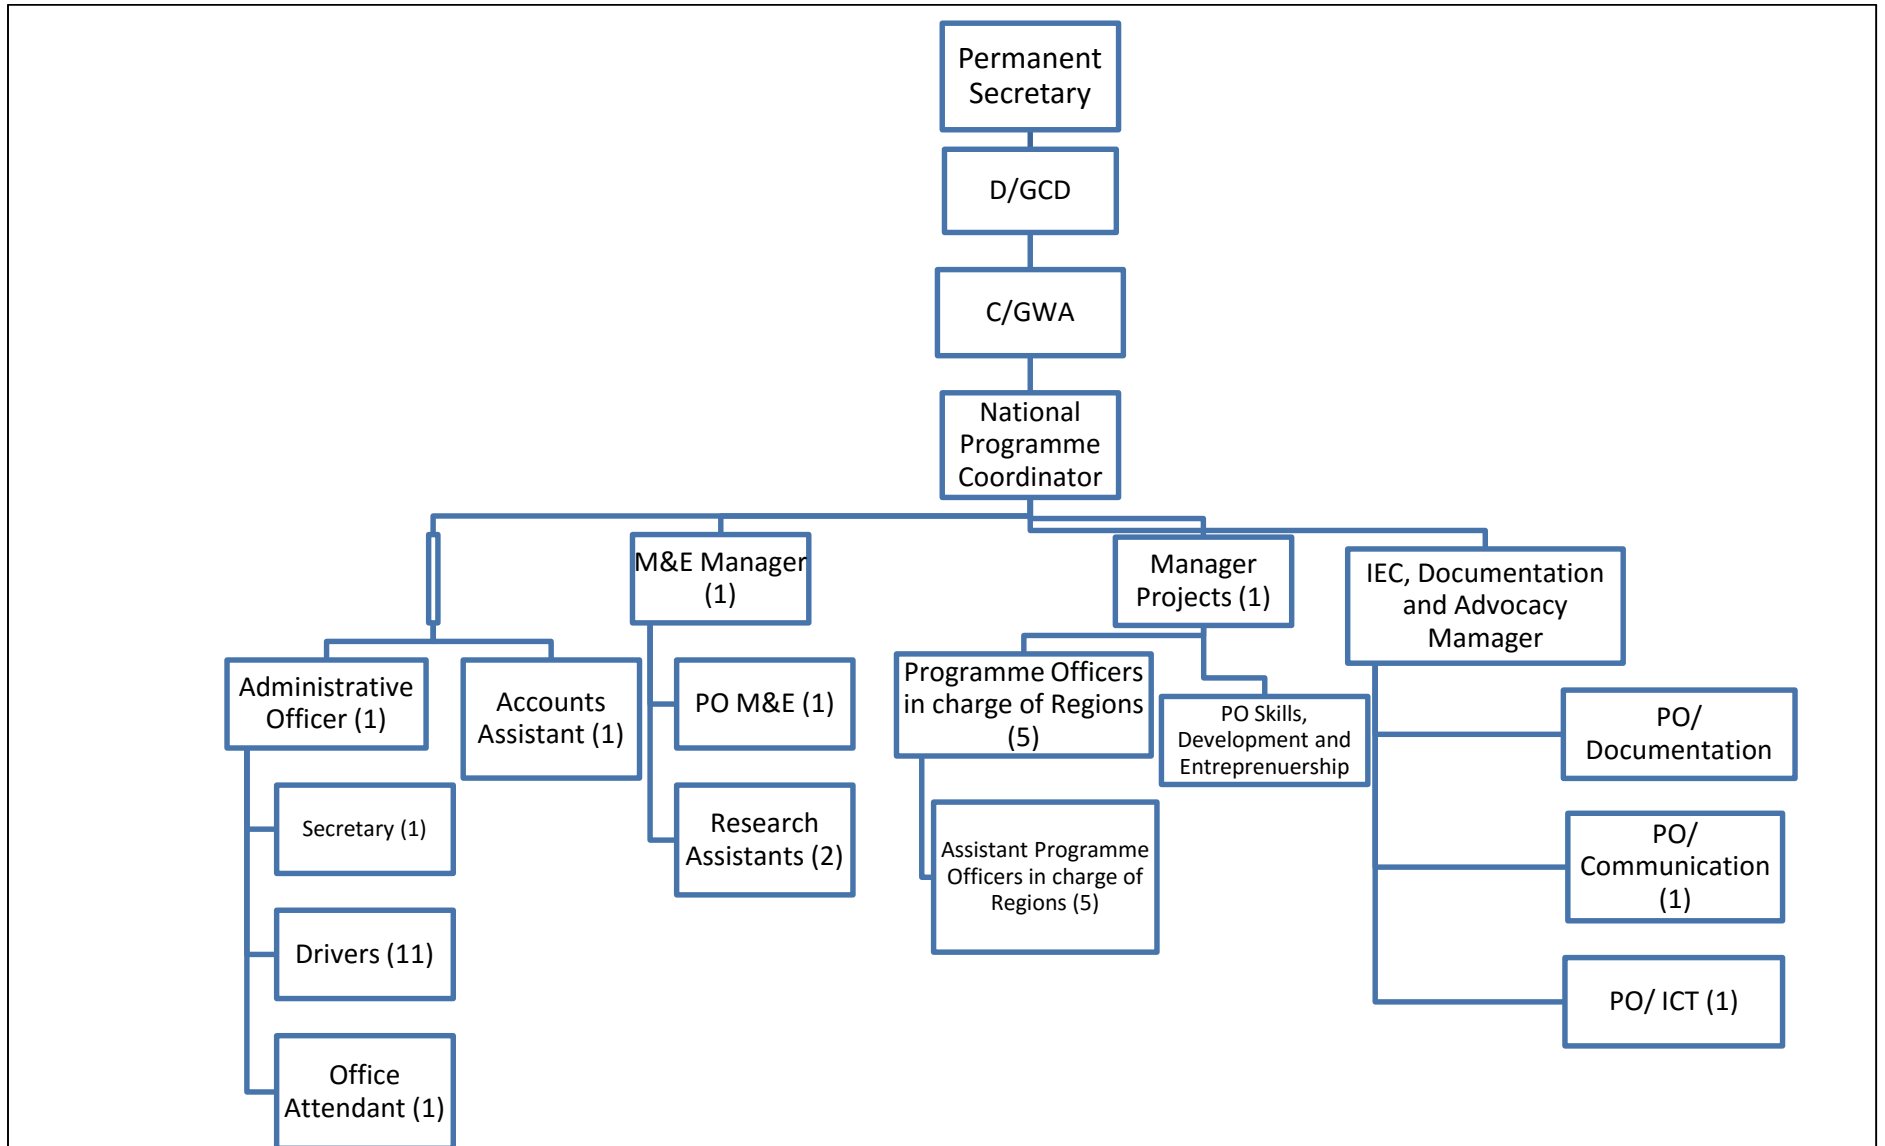 Permanent
Secretary
D/GCD
C/GWA
National
Programme
Coordinator
M&E Manager
(1)
Manager
Projects (1)
IEC, Documentation
and Advocacy
Mamager
Administrative
Officer (1)
Accounts
Assistant (1)
PO M&E (1)
Programme Officers
in charge of Regions
(5)
PO Skills,
Development and
Entreprenuership
PO/
Documentation
Secretary (1)
Research
Assistants (2)
Assistant Programme
Officers in charge of
Regions (5)
PO/
Communication
(1)
Drivers (11)
PO/ ICT (1)
Office
Attendant (1)